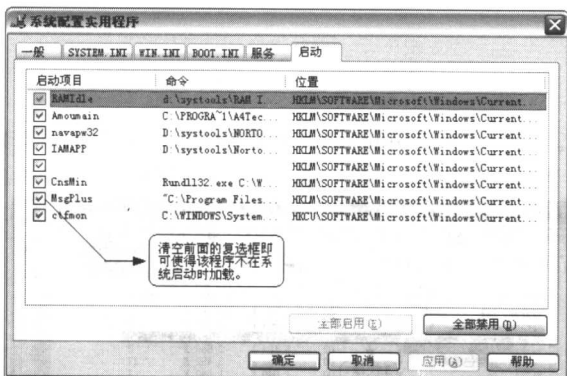 系统配置实用程序
一般 SYSTEM.INI WIN.INI BOOT.INI 服务 启动
启动项目 命令 位置
RAMIdle d:\systools\RAM I... HKLM\SOFTWARE\Microsoft\Windows\Current...
Amoumain C:\PROGRA~1\A4Tec... HKLM\SOFTWARE\Microsoft\Windows\Current...
navapw32 D:\systools\NORTO... HKLM\SOFTWARE\Microsoft\Windows\Current...
IAMAPP D:\systools\Norto... HKLM\SOFTWARE\Microsoft\Windows\Current...
HKLM\SOFTWARE\Microsoft\Windows\Current...
CnsMin Rundll32.exe C:\W... HKLM\SOFTWARE\Microsoft\Windows\Current...
MsgPlus "C:\Program Files... HKLM\SOFTWARE\Microsoft\Windows\Current...
ctfmon C:\WINDOWS\System... HKCU\SOFTWARE\Microsoft\Windows\Current...
清空前面的复选框即
可使得该程序不在系
统启动时加载。
全部启用(E) 全部禁用(D)
确定 取消 应用(A) 帮助